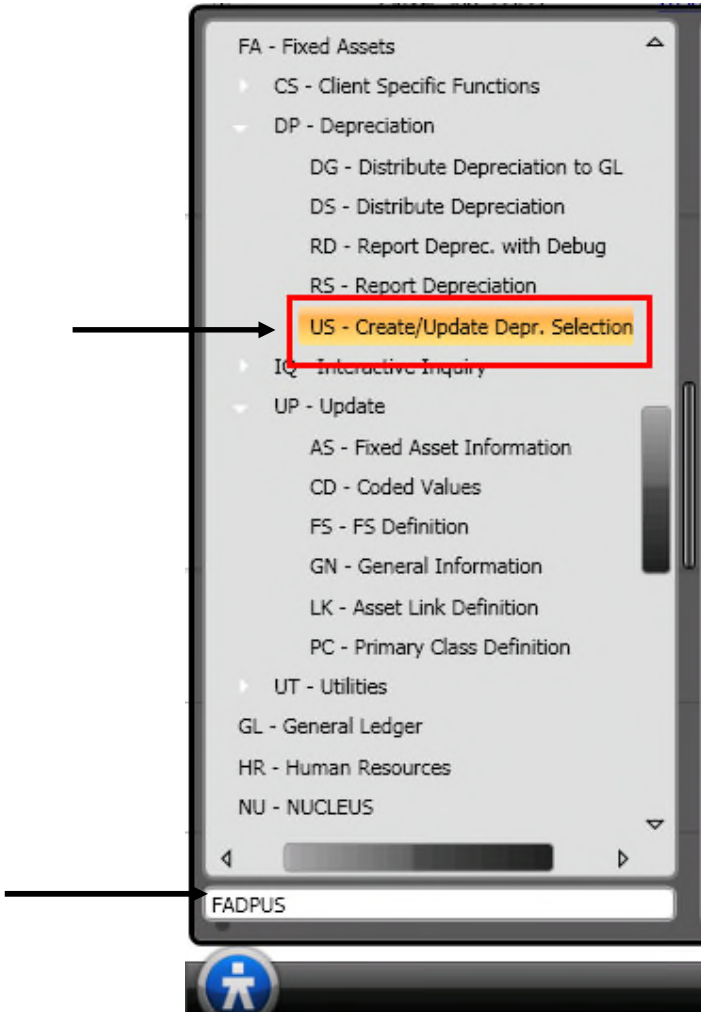 FA - Fixed Assets
CS - Client Specific Functions
DP - Depreciation
DG - Distribute Depreciation to GL
DS - Distribute Depreciation
RD - Report Deprec. with Debug
RS - Report Depreciation
US - Create/Update Depr. Selection
IQ - Interactive Inquiry
UP - Update
AS - Fixed Asset Information
CD - Coded Values
FS - FS Definition
GN - General Information
LK - Asset Link Definition
PC - Primary Class Definition
UT - Utilities
GL - General Ledger
HR - Human Resources
NU - NUCLEUS
FADPUS